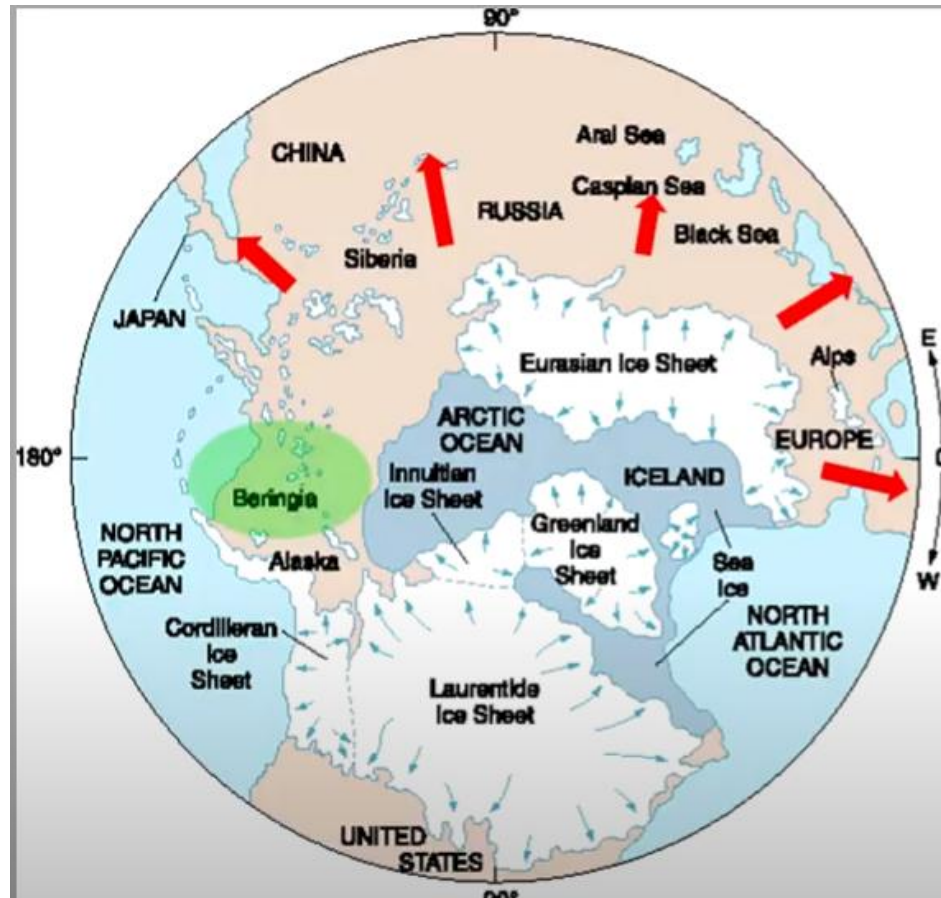 90°
CHINA
Aral Sea
Caspian Sea
RUSSIA
Black Sea
Siberia
JAPAN
Eurasian Ice Sheet
Alps
E
ARCTIC
OCEAN
EUROPE
180°
0
Innuitian
Ice Sheet
ICELAND
Beringia
Greenland
Ice
Sheet
NORTH
PACIFIC
OCEAN
Alaska
Sea
Ice
W
Cordilleran
Ice
Sheet
NORTH
ATLANTIC
OCEAN
Laurentide
Ice Sheet
UNITED
STATES
90°